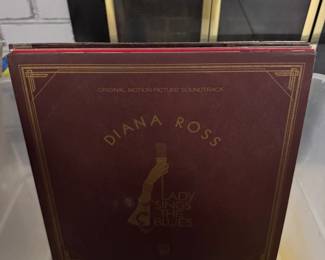 ORIGINAL MOTION PICTURE SOUNDTRACK
DIANA ROSS
LADY
SINGS
THE
BLUES